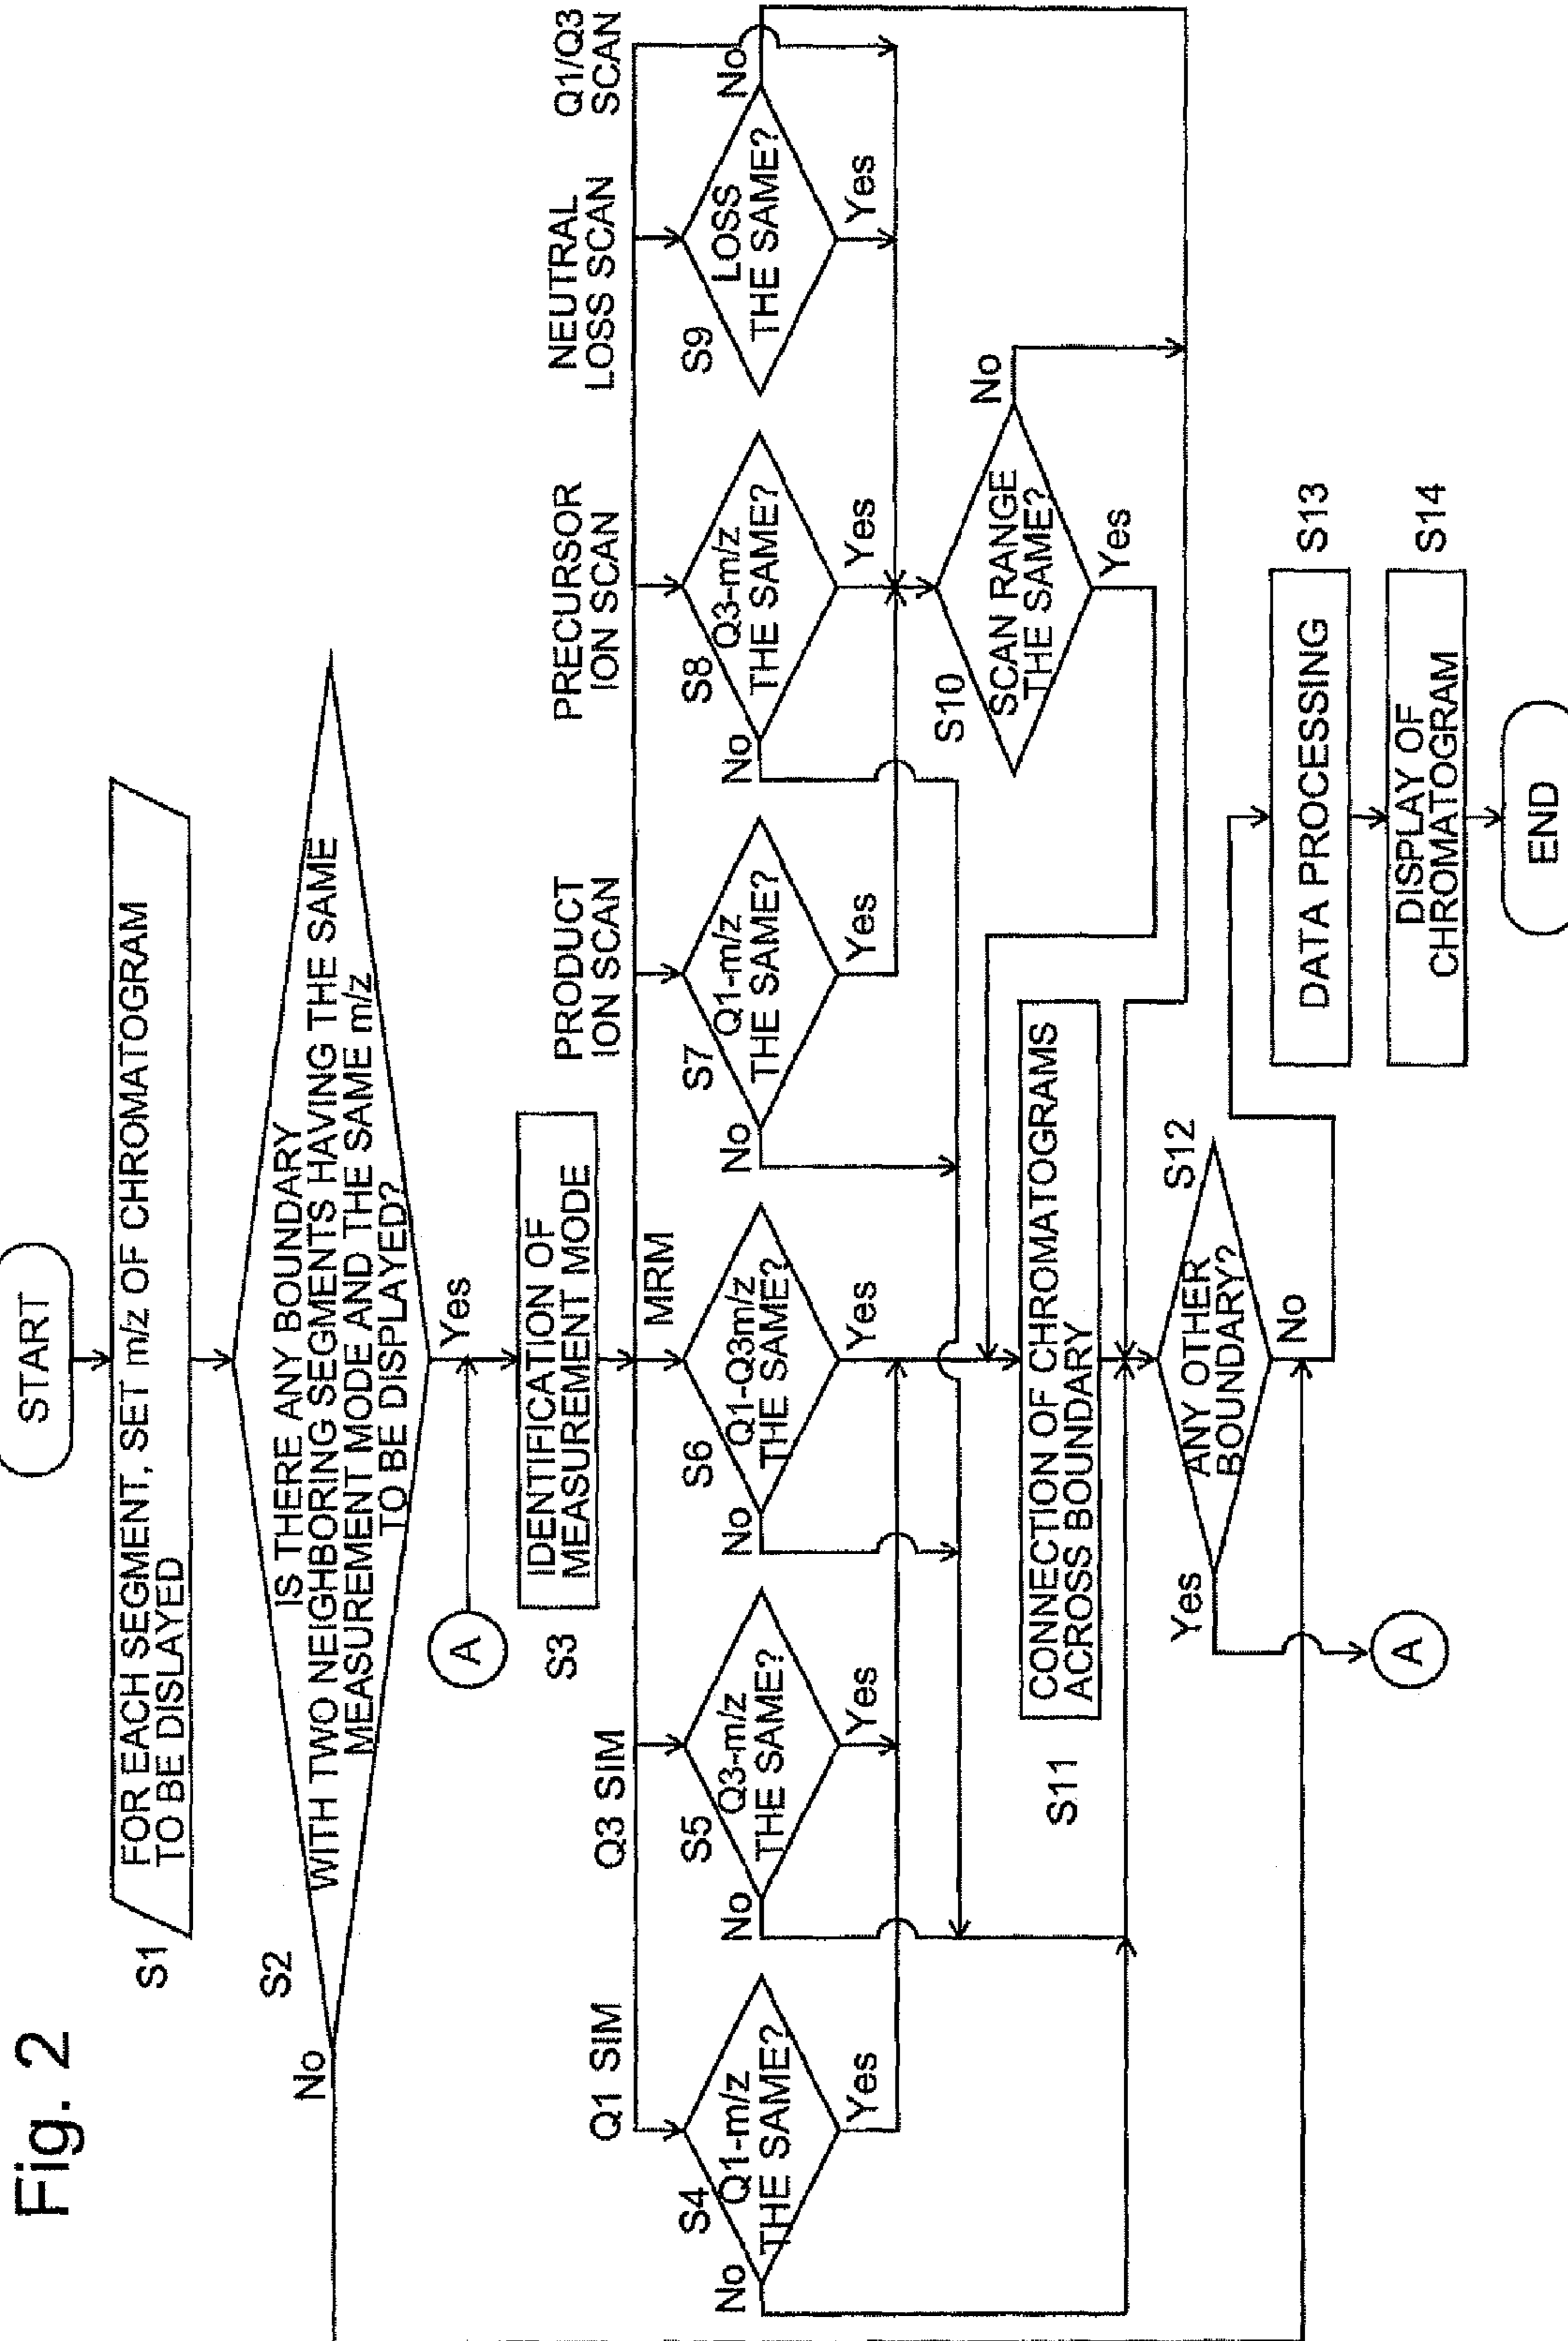 Fig. 2
START
S1
FOR EACH SEGMENT, SET m/z OF CHROMATOGRAM
TO BE DISLAYED
S2
IS THERE ANY BOUNDARY
WITH TWO NEIGHBORING SEGMENTS HAVING THE SAME
MEASUREMENT MODE AND THE SAME m/z
TO BE DISPLAYED?
No
Yes
A
S3
IDENTIFICATION OF
MEASUREMENT MODE
Q1 SIM
Q3 SIM
MRM
PRODUCT
ION SCAN
PRECURSOR
ION SCAN
NEUTRAL
LOSS SCAN
Q1/Q3
SCAN
S4
Q1-m/z
THE SAME?
No
Yes
S5
Q3-m/z
THE SAME?
No
Yes
S6
Q1-Q3m/z
THE SAME?
No
Yes
S7
Q1-m/z
THE SAME?
No
Yes
S8
Q3-m/z
THE SAME?
No
Yes
S9
LOSS
THE SAME?
No
Yes
S10
SCAN RANGE
THE SAME?
No
Yes
S11
CONNECTION OF CHROMATOGRAMS
ACROSS BOUNDARY
S12
ANY OTHER
BOUNDARY?
Yes
No
A
DATA PROCESSING
S13
DISPLAY OF
CHROMATOGRAM
S14
END